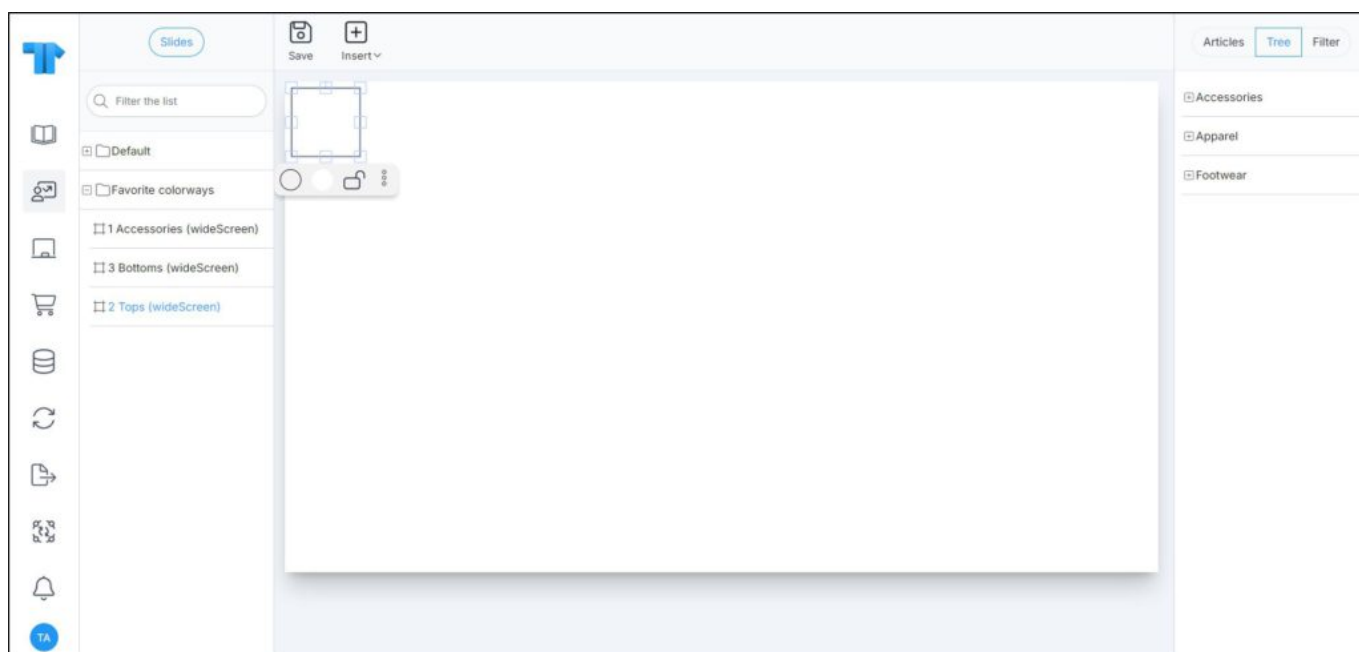 Slides
Save
Insert
Articles
Tree
Filter
Filter the list
Default
Favorite colorways
1 Accessories (wideScreen)
3 Bottoms (wideScreen)
2 Tops (wideScreen)
Accessories
Apparel
Footwear
TA